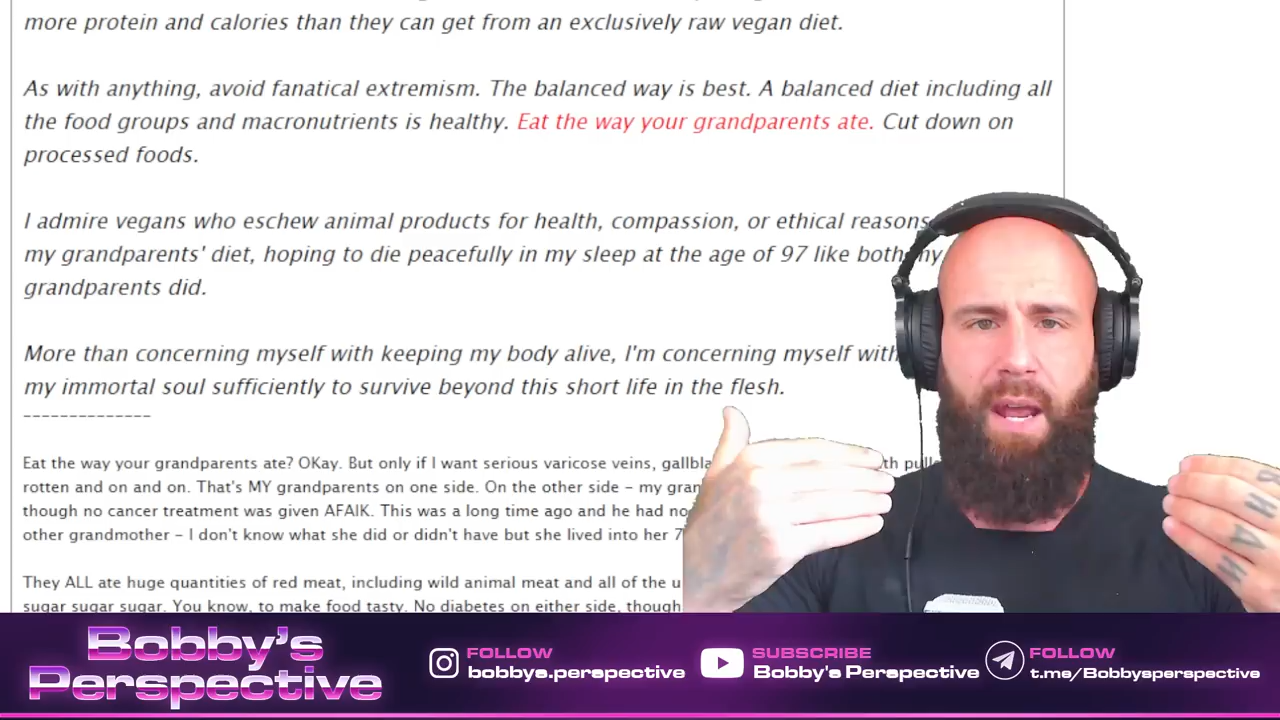 more protein and calories than they can get from an exclusively raw vegan diet.
As with anything, avoid fanatical extremism. The balanced way is best. A balanced diet including all
the food groups and macronutrients is healthy. Eat the way your grandparents ate. Cut down on
processed foods.
I admire vegans who eschew animal products for health, compassion, or ethical reasons
my grandparents' diet, hoping to die peacefully in my sleep at the age of 97 like both my
grandparents did.
More than concerning myself with keeping my body alive, I'm concerning myself with
my immortal soul sufficiently to survive beyond this short life in the flesh.
--------------
Eat the way your grandparents ate? OKay. But only if I want serious varicose veins,
rotten and on and on. That's MY grandparents on one side. On the other side – my
though no cancer treatment was given AFAIK. This was a long time ago and he had
other grandmother – I don't know what she did or didn't have but she lived into her
They ALL ate huge quantities of red meat, including wild animal meat and all of the
sugar sugar sugar. You know, to make food tasty. No diabetes on either side, though
Bobby's
Perspective
FOLLOW
bobbys.perspective
SUBSCRIBE
Bobby's Perspective
FOLLOW
t.me/Bobbysperspective